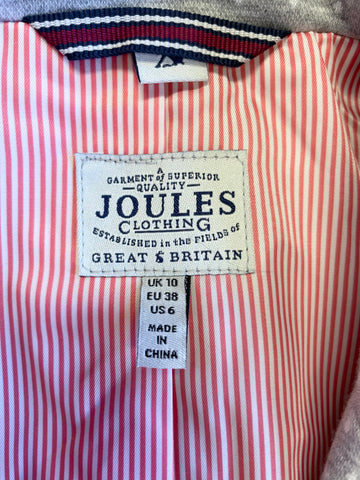 A
GARMENT of SUPERIOR
QUALITY
JOULES
CLOTHING
ESTABLISHED in the FIELDS OF
GREAT BRITAIN
UK 10
EU 38
US 6
MADE
IN
CHINA